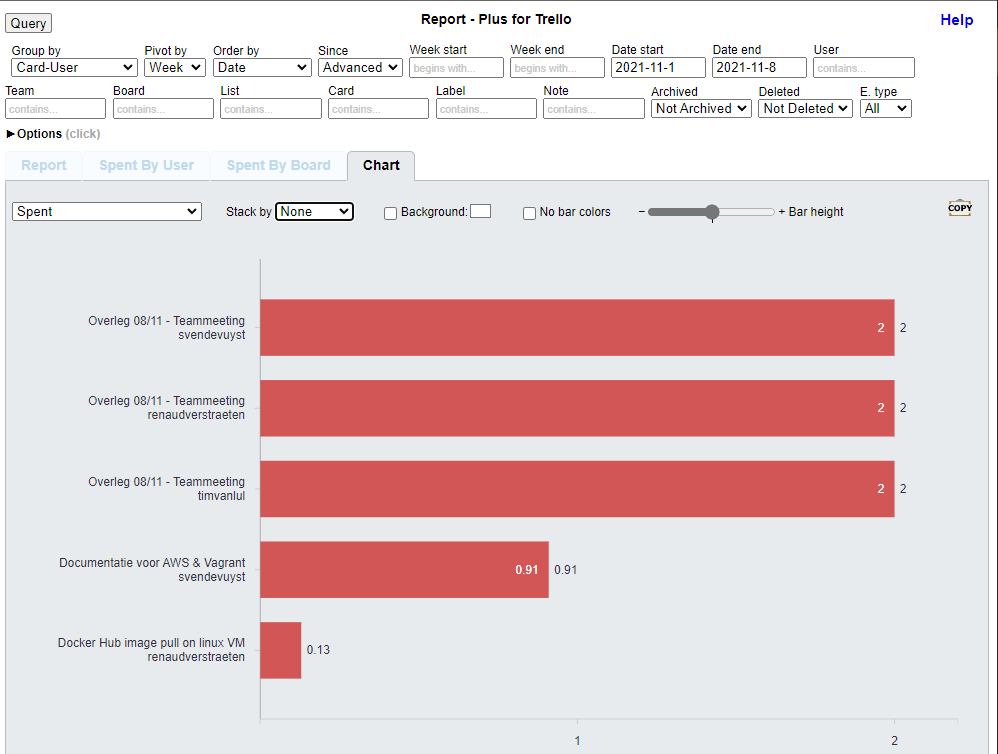 Query
Report - Plus for Trello
Help
Group by Pivot by Order by Since Week start Week end Date start Date end User
Card-User Week Date Advanced begins with... begins with... 2021-11-1 2021-11-8 contains...
Team Board List Card Label Note Archived Deleted E. type
contains... contains... contains... contains... contains... contains... Not Archived Not Deleted All
►Options (click)
Report Spent By User Spent By Board Chart
Spent Stack by None Background: No bar colors − + Bar height COPY
Overleg 08/11 - Teammeeting
svendevuyst
2 2
Overleg 08/11 - Teammeeting
renaudverstraeten
2 2
Overleg 08/11 - Teammeeting
timvanlul
2 2
Documentatie voor AWS & Vagrant
svendevuyst
0.91 0.91
Docker Hub image pull on linux VM
renaudverstraeten
0.13
1 2